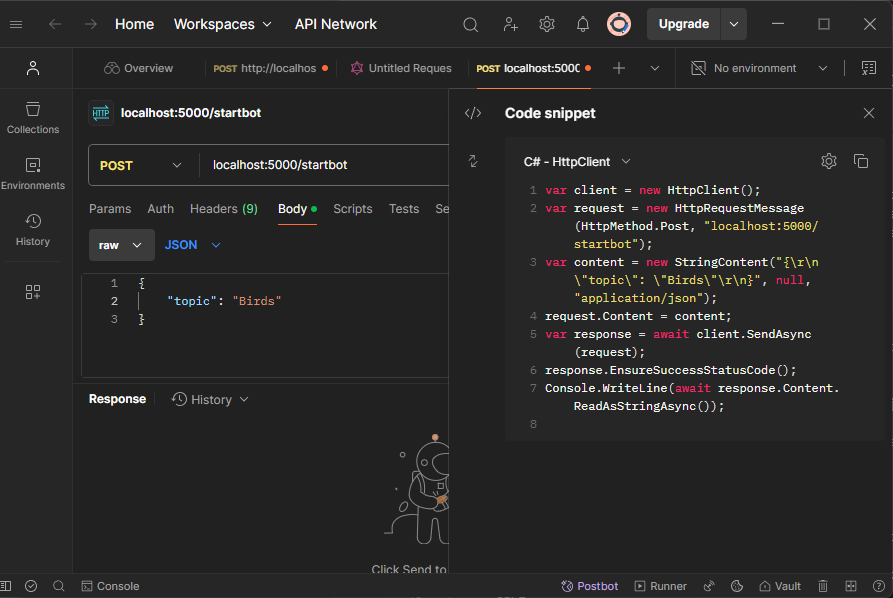 Home Workspaces API Network Upgrade
Overview POST http://localhos Untitled Reques POST localhost:500 No environment
HTTP localhost:5000/startbot
Collections
Environments
History
POST localhost:5000/startbot
Params Auth Headers (9) Body Scripts Tests Se
raw JSON
1 {
2 "topic": "Birds"
3 }
Response History
Click Send to
</> Code snippet
C# - HttpClient
1 var client = new HttpClient();
2 var request = new HttpRequestMessage
(HttpMethod.Post, "localhost:5000/
startbot");
3 var content = new StringContent("{\r\n
\"topic\": \"Birds\"\r\n}", null,
"application/json");
4 request.Content = content;
5 var response = await client.SendAsync
(request);
6 response.EnsureSuccessStatusCode();
7 Console.WriteLine(await response.Content.
ReadAsStringAsync());
8
Console Postbot Runner Vault